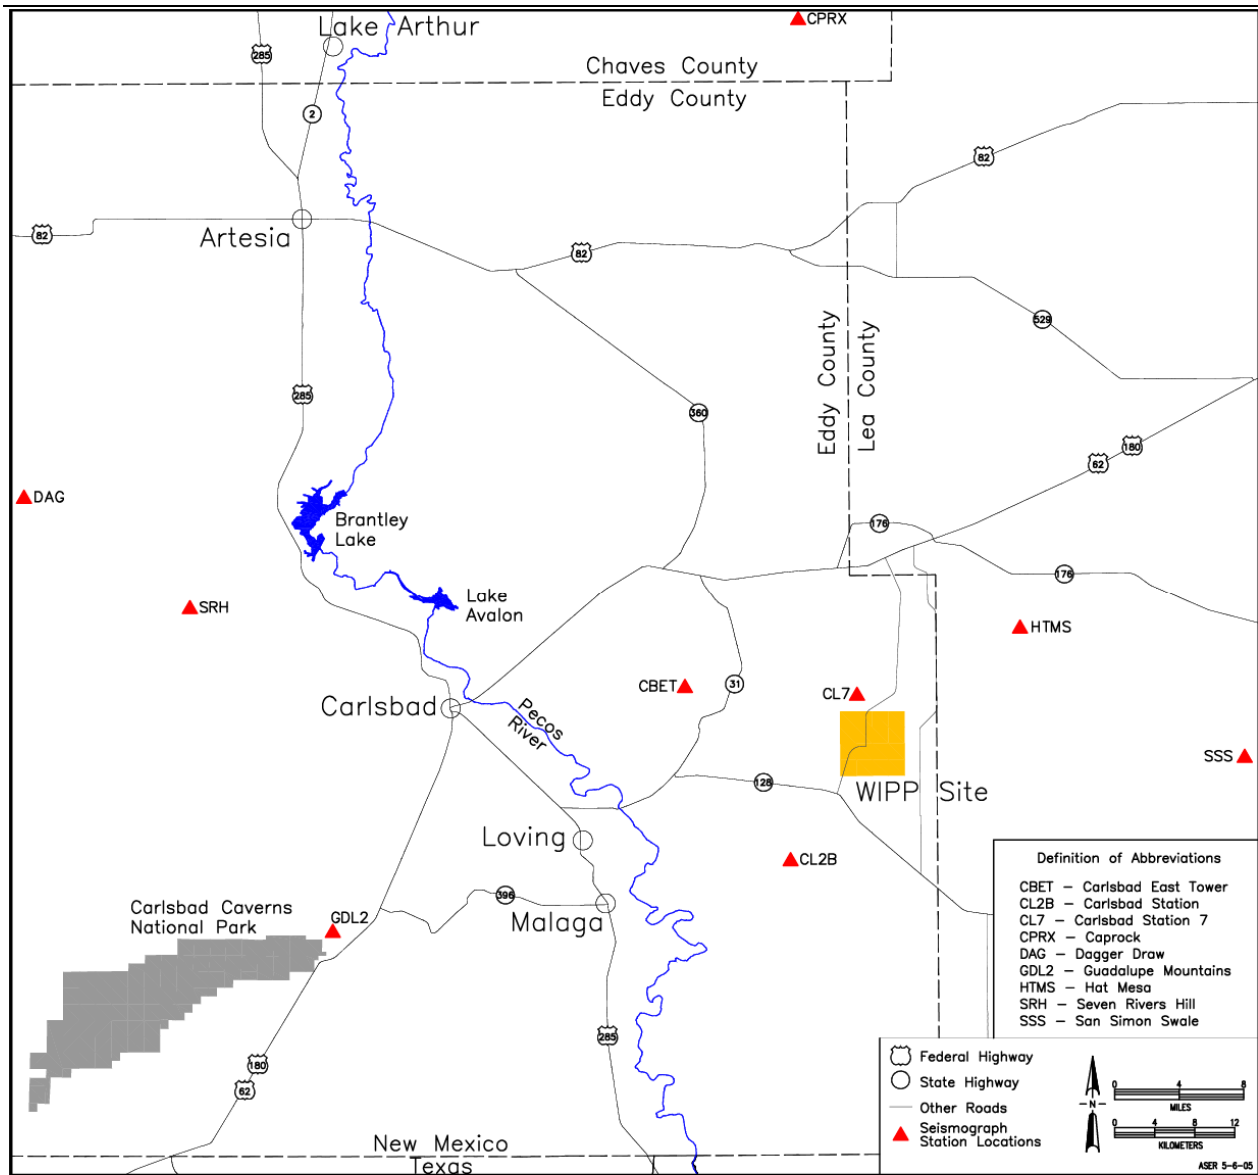 Lake Arthur
CPRX
285
Chaves County
Eddy County
2
82
Artesia
82
82
529
Eddy County
Lea County
285
360
180
62
DAG
Brantley
Lake
176
176
Lake
Avalon
SRH
HTMS
CBET
31
CL7
Carlsbad
Pecos
River
SSS
128
WIPP Site
Loving
CL2B
396
Malaga
Carlsbad Caverns
National Park
GDL2
285
180
62
New Mexico
Texas
Definition of Abbreviations
CBET – Carlsbad East Tower
CL2B – Carlsbad Station
CL7 – Carlsbad Station 7
CPRX – Caprock
DAG – Dagger Draw
GDL2 – Guadalupe Mountains
HTMS – Hat Mesa
SRH – Seven Rivers Hill
SSS – San Simon Swale
Federal Highway
State Highway
Other Roads
Seismograph
Station Locations
N
0 4 8
MILES
0 4 8 12
KILOMETERS
ASER 5-6-05